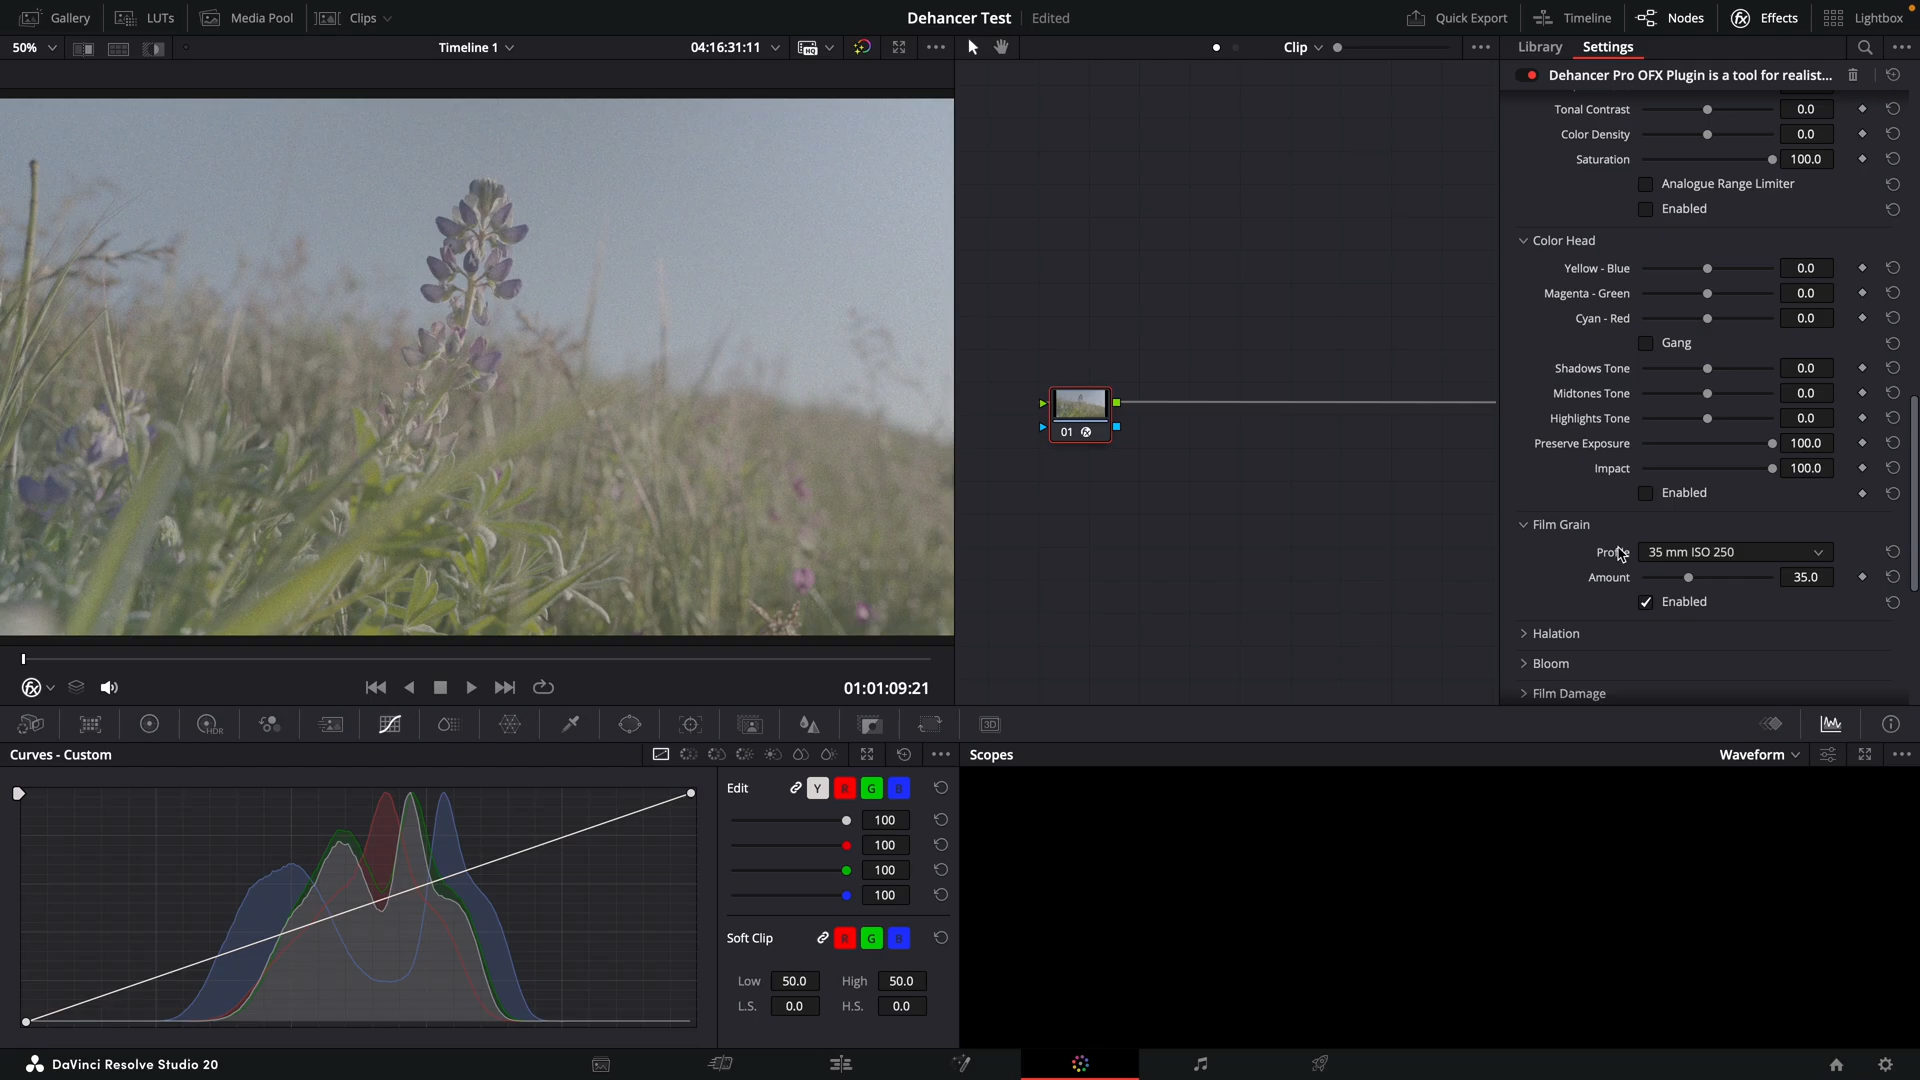 Gallery LUTs Media Pool Clips Dehancer Test Edited Quick Export Timeline Nodes Effects Lightbox
50% Timeline 1 04:16:31:11 HQ Clip Library Settings
Dehancer Pro OFX Plugin is a tool for realist...
Tonal Contrast 0.0
Color Density 0.0
Saturation 100.0
Analogue Range Limiter
Enabled
Color Head
Yellow - Blue 0.0
Magenta - Green 0.0
Cyan - Red 0.0
Gang
Shadows Tone 0.0
Midtones Tone 0.0
Highlights Tone 0.0
Preserve Exposure 100.0
Impact 100.0
Enabled
01
Film Grain
Profile 35 mm ISO 250
Amount 35.0
Enabled
Halation
Bloom
Film Damage
01:01:09:21
HDR 3D
Curves - Custom Scopes Waveform
Edit Y R G B
100
100
100
100
Soft Clip R G B
Low 50.0 High 50.0
L.S. 0.0 H.S. 0.0
DaVinci Resolve Studio 20